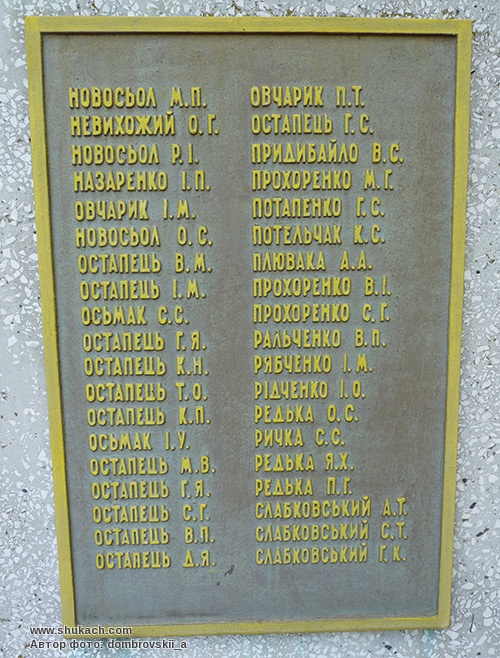 НОВОСЬОЛ М.П.
НЕВИХОЖИЙ О.Г.
НОВОСЬОЛ Р.І.
НАЗАРЕНКО І.П.
ОВЧАРИК І.М.
НОВОСЬОЛ О.С.
ОСТАПЕЦЬ В.М.
ОСТАПЕЦЬ І.М.
ОСЬМАК С.С.
ОСТАПЕЦЬ Г.Я.
ОСТАПЕЦЬ К.Н.
ОСТАПЕЦЬ Т.О.
ОСТАПЕЦЬ К.П.
ОСЬМАК І.У.
ОСТАПЕЦЬ М.В.
ОСТАПЕЦЬ Г.Я.
ОСТАПЕЦЬ С.Г.
ОСТАПЕЦЬ В.П.
ОСТАПЕЦЬ Д.Я.
ОВЧАРИК П.Т.
ОСТАПЕЦЬ Г.С.
ПРИДИБАЙЛО В.С.
ПРОХОРЕНКО М.Г.
ПОТАПЕНКО Г.С.
ПОТЕЛЬЧАК К.С.
ПЛЮВАКА А.А.
ПРОХОРЕНКО В.І.
ПРОХОРЕНКО С.Г.
РАЛЬЧЕНКО В.П.
РЯБЧЕНКО І.М.
РІДЧЕНКО І.О.
РЕДЬКА О.С.
РИЧКА С.С.
РЕДЬКА Я.Х.
РЕДЬКА П.Г.
СЛАБКОВСЬКИЙ А.Т.
СЛАБКОВСЬКИЙ С.Т.
СЛАБКОВСЬКИЙ Г.К.
www.shukach.com
Автор фото: dombrovskii_a